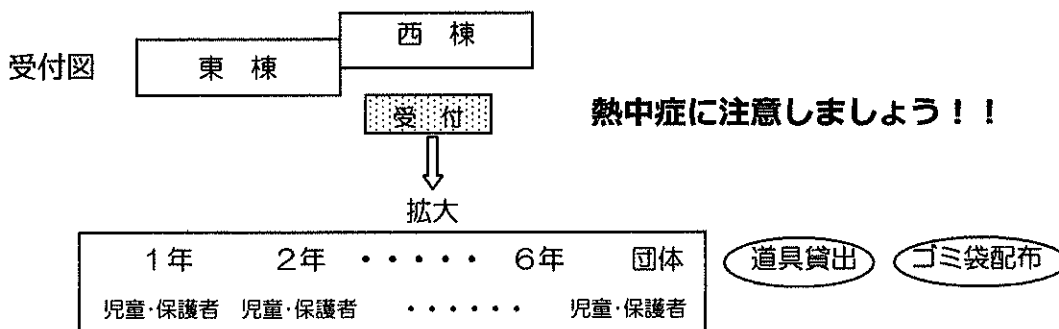 西 棟
受付図
東 棟
受 付
熱中症に注意しましょう！！
拡大
1年 2年 ・・・・・ 6年 団体
道具貸出
ゴミ袋配布
児童・保護者 児童・保護者 ・・・・・・ 児童・保護者